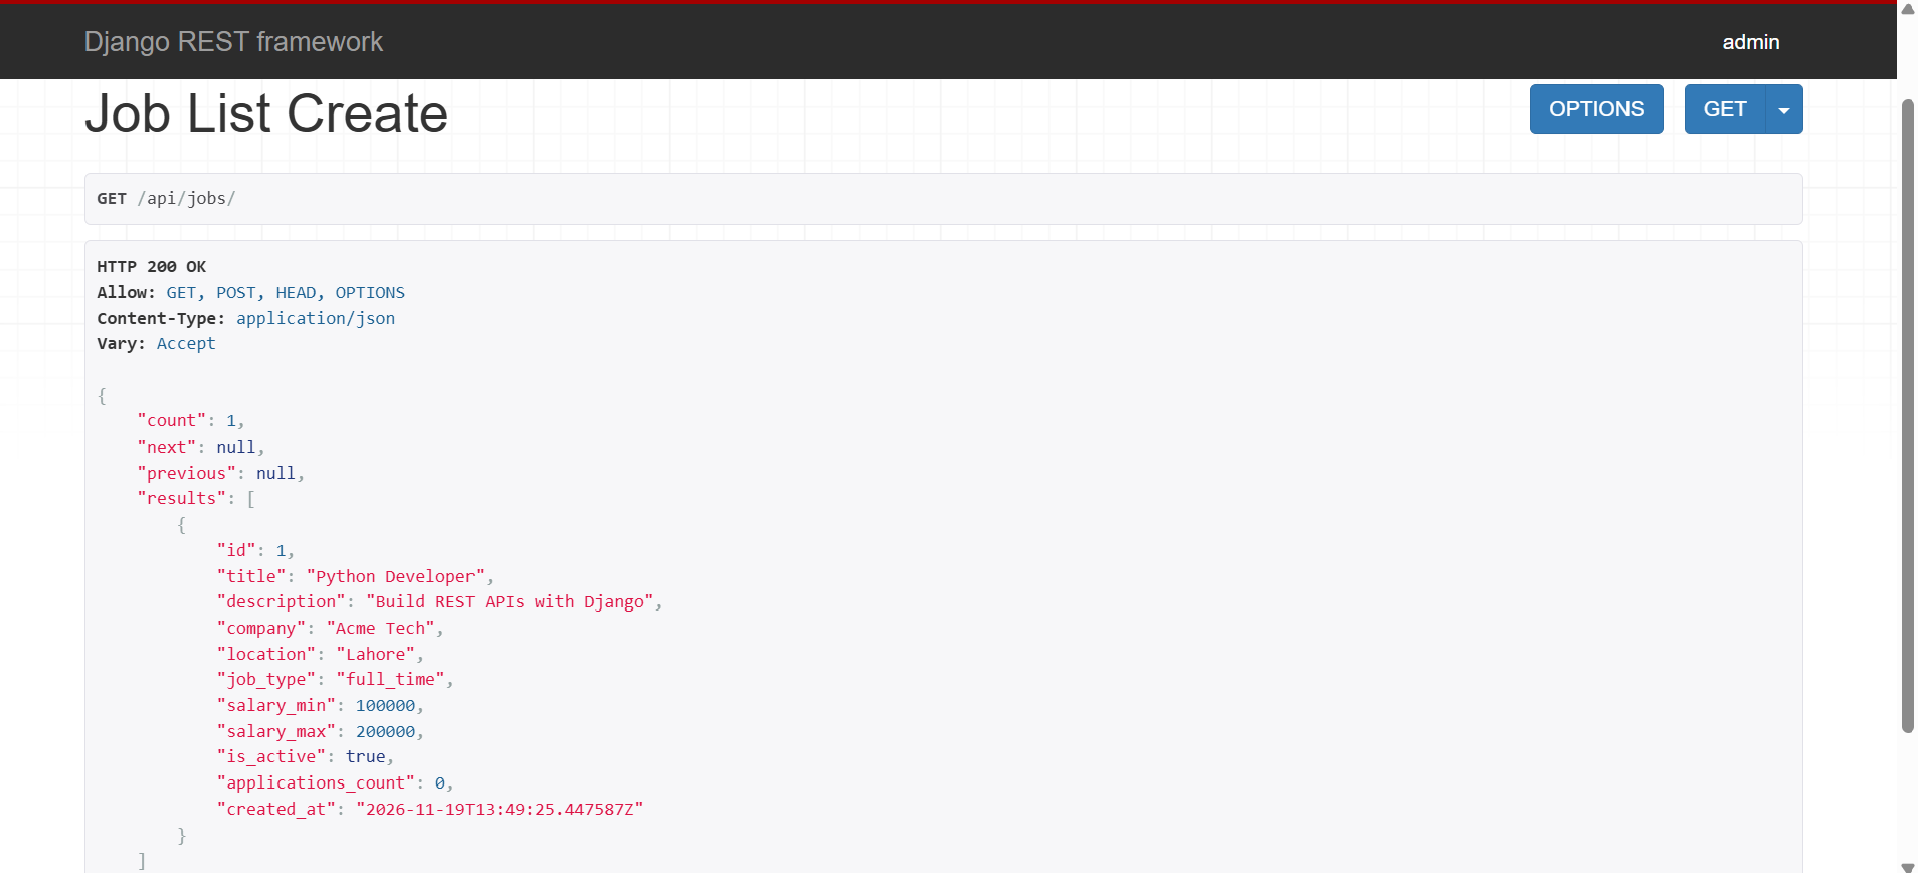 Django REST framework
admin
Job List Create
OPTIONS
GET
GET /api/jobs/
HTTP 200 OK
Allow: GET, POST, HEAD, OPTIONS
Content-Type: application/json
Vary: Accept
{
    "count": 1,
    "next": null,
    "previous": null,
    "results": [
        {
            "id": 1,
            "title": "Python Developer",
            "description": "Build REST APIs with Django",
            "company": "Acme Tech",
            "location": "Lahore",
            "job_type": "full_time",
            "salary_min": 100000,
            "salary_max": 200000,
            "is_active": true,
            "applications_count": 0,
            "created_at": "2026-11-19T13:49:25.447587Z"
        }
    ]